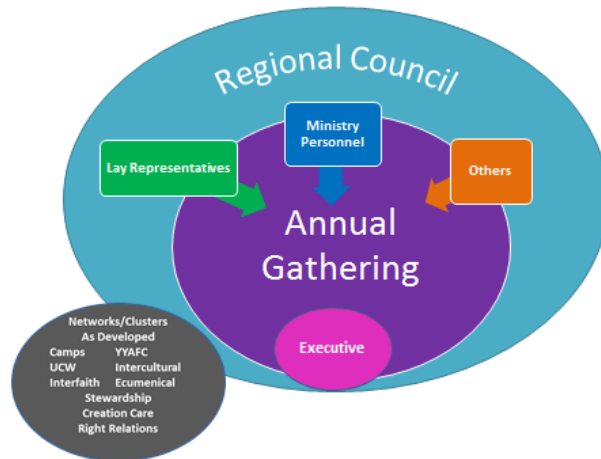 Regional Council
Ministry
Personnel
Lay Representatives
Others
Annual
Gathering
Executive
Networks/Clusters
As Developed
Camps YYAFC
UCW Intercultural
Interfaith Ecumenical
Stewardship
Creation Care
Right Relations